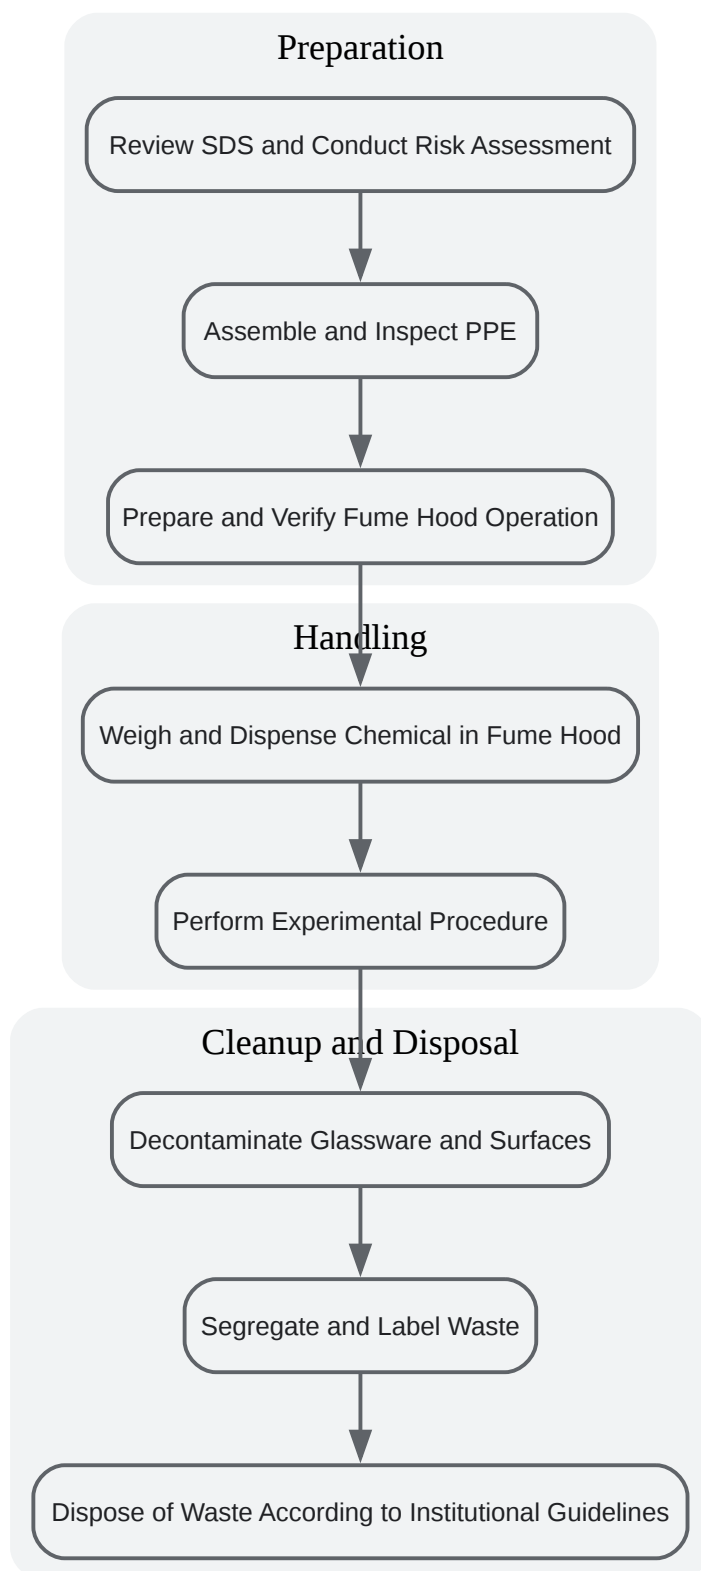 Preparation
Review SDS and Conduct Risk Assessment
Assemble and Inspect PPE
Prepare and Verify Fume Hood Operation
Handling
Weigh and Dispense Chemical in Fume Hood
Perform Experimental Procedure
Cleanup and Disposal
Decontaminate Glassware and Surfaces
Segregate and Label Waste
Dispose of Waste According to Institutional Guidelines